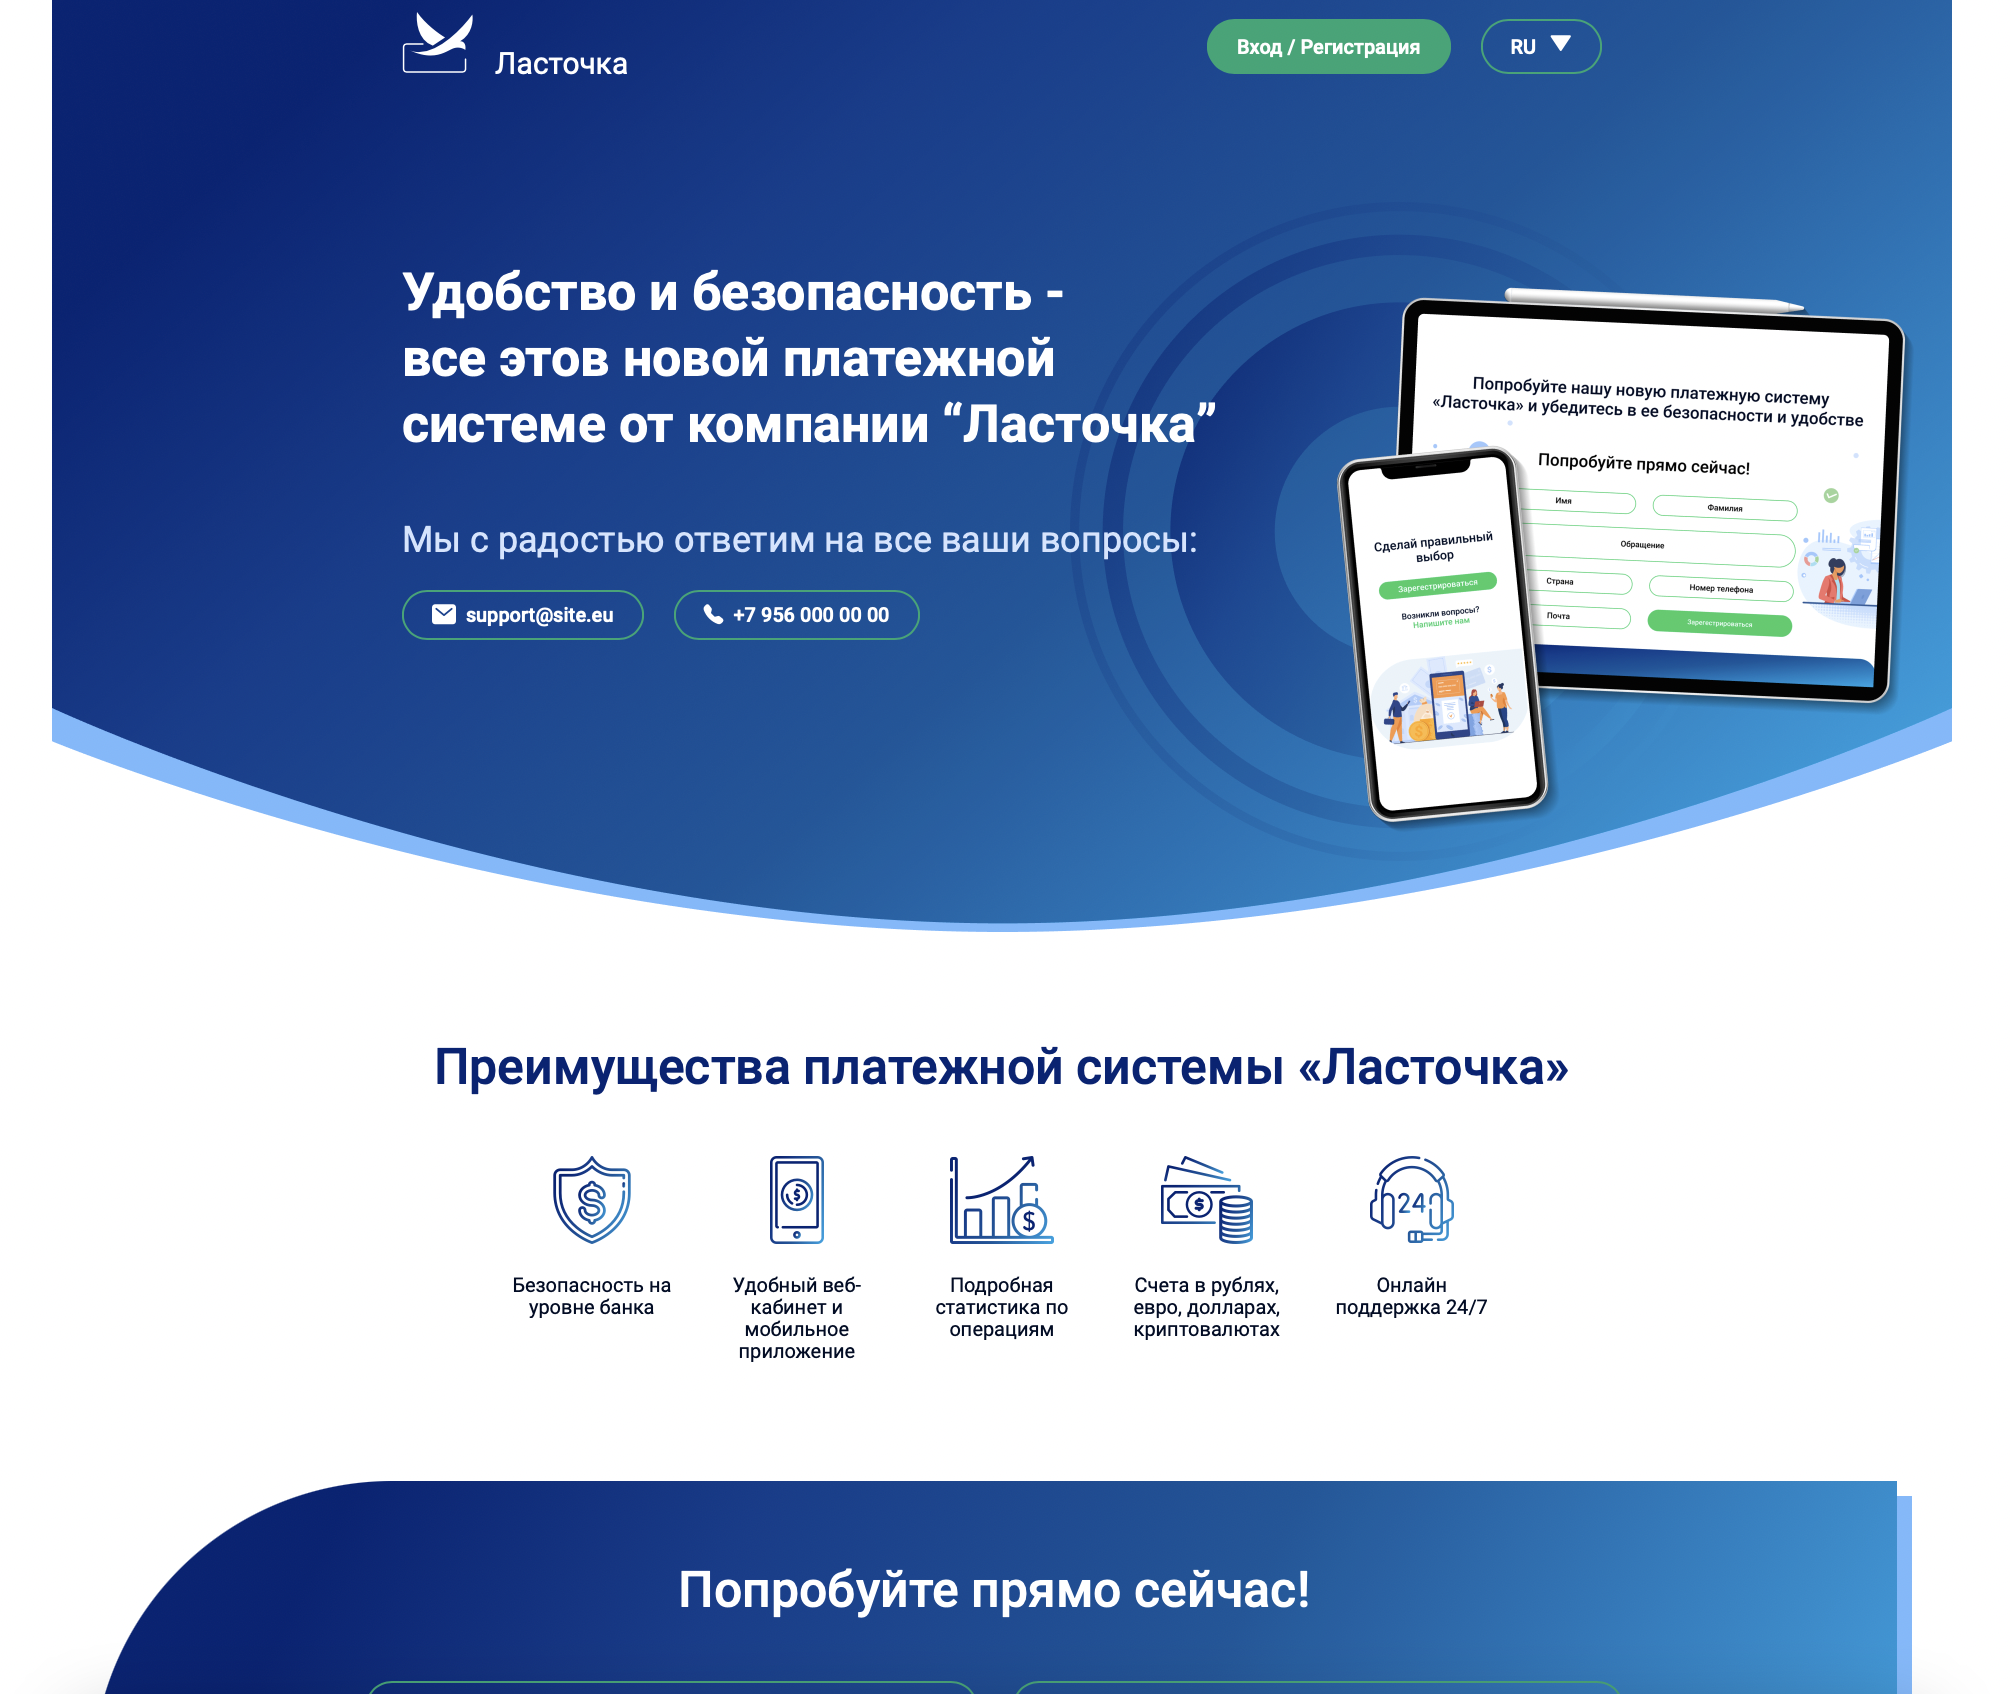 Ласточка
Вход / Регистрация
RU
Удобство и безопасность -
все этов новой платежной
системе от компании “Ласточка”
Мы с радостью ответим на все ваши вопросы:
support@site.eu
+7 956 000 00 00
Попробуйте нашу новую платежную систему
«Ласточка» и убедитесь в ее безопасности и удобстве
Попробуйте прямо сейчас!
Имя
Фамилия
Обращение
Страна
Номер телефона
Почта
Зарегестрироваться
Сделай правильный
выбор
Зарегестрироваться
Возникли вопросы?
Напишите нам
Преимущества платежной системы «Ласточка»
24
Безопасность на
уровне банка
Удобный веб-
кабинет и
мобильное
приложение
Подробная
статистика по
операциям
Счета в рублях,
евро, долларах,
криптовалютах
Онлайн
поддержка 24/7
Попробуйте прямо сейчас!